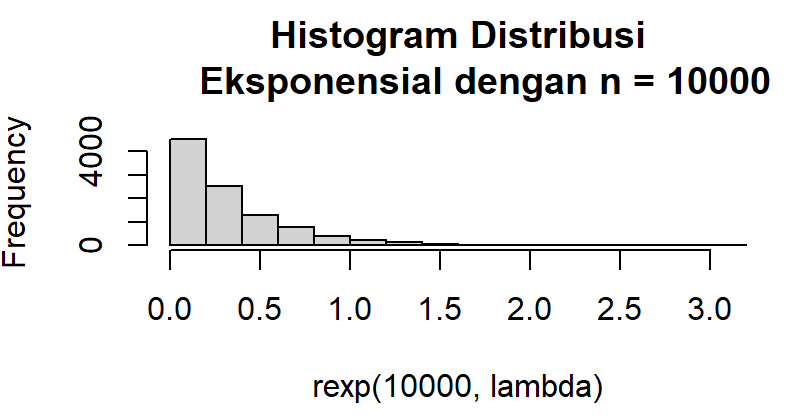 Histogram Distribusi
Eksponensial dengan n = 10000
Frequency
4000
0
0.0 0.5 1.0 1.5 2.0 2.5 3.0
rexp(10000, lambda)